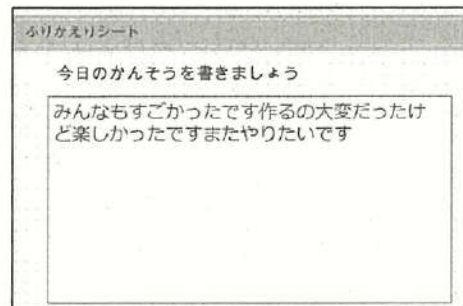 ふりかえりシート
今日のかんそうを書きましょう
みんなもすごかったです作るの大変だったけ
ど楽しかったですまたやりたいです